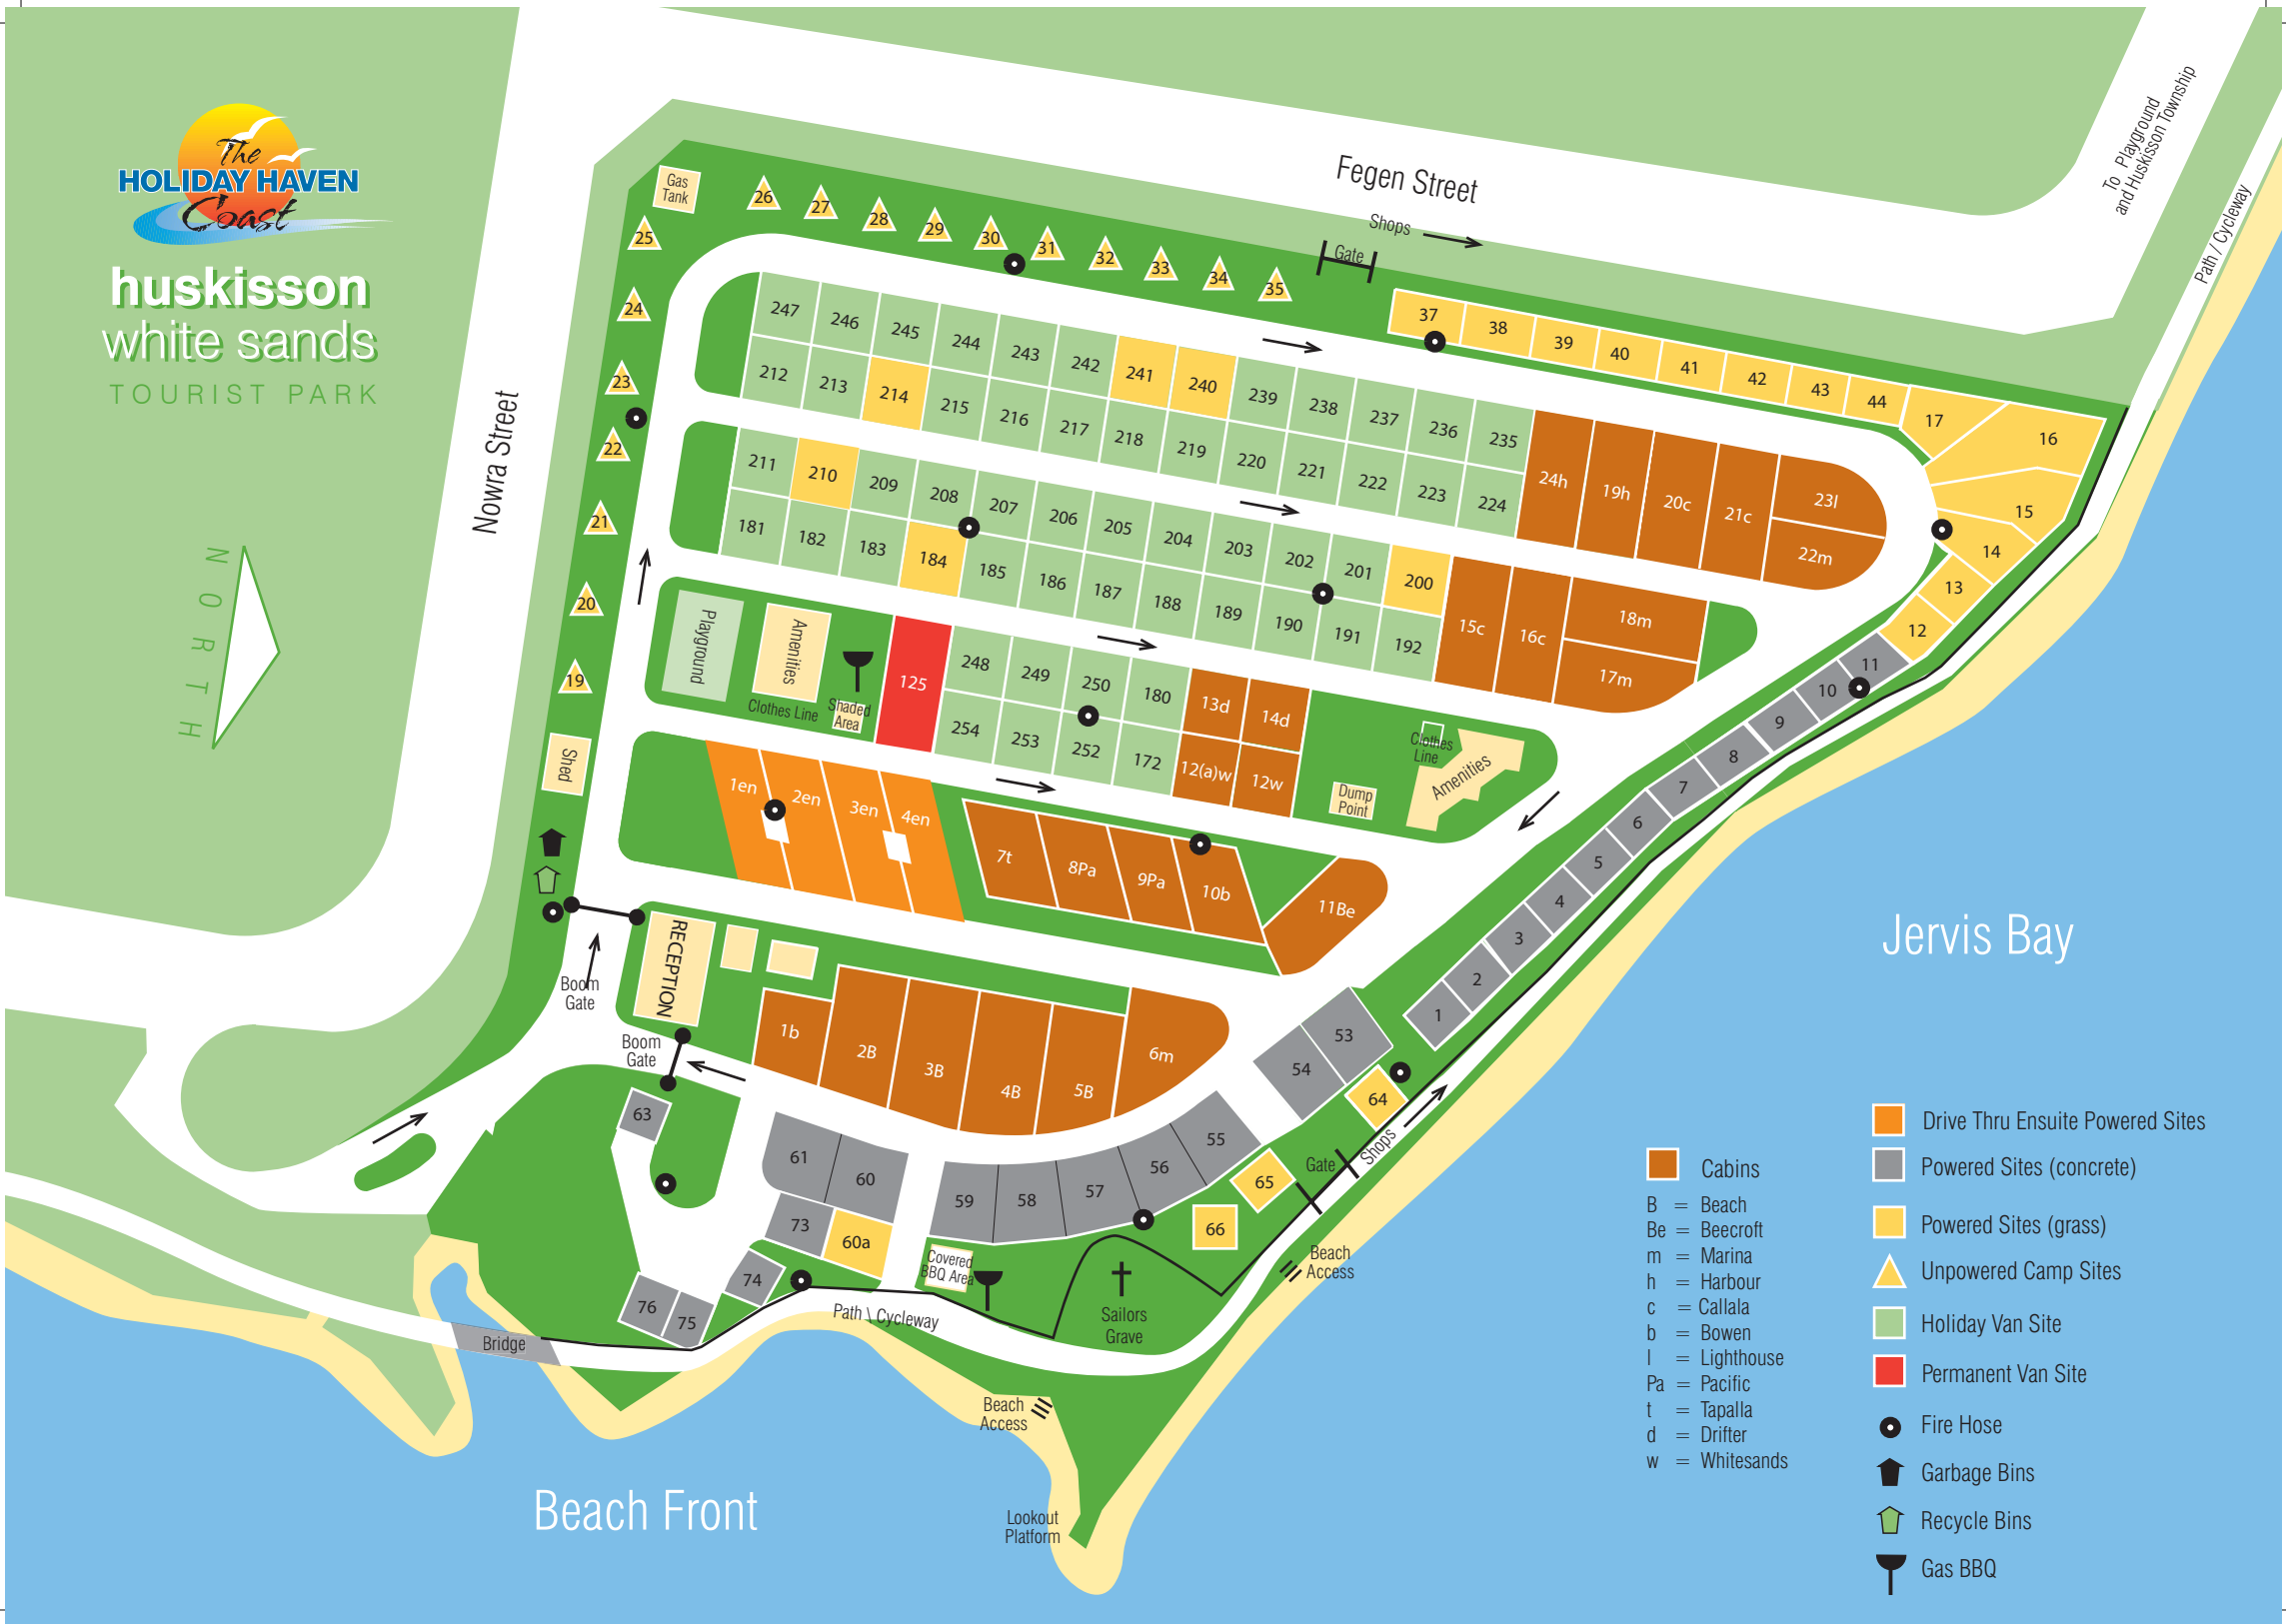 The
HOLIDAY HAVEN
Coast
huskisson
white sands
TOURIST PARK
NORTH
Nowra Street
Fegen Street
Shops
Gate
To Playground
and Huskisson Township
Path / Cycleway
Gas
Tank
26
27
28
29
30
31
32
33
34
35
25
24
23
22
21
20
19
37
38
39
40
41
42
43
44
17
16
15
14
13
12
11
10
9
8
7
6
5
4
3
2
1
247
246
245
244
243
242
241
240
239
238
237
236
235
212
213
214
215
216
217
218
219
220
221
222
223
224
24h
19h
20c
21c
23l
22m
211
210
209
208
207
206
205
204
203
202
201
200
181
182
183
184
185
186
187
188
189
190
191
192
15c
16c
18m
17m
Playground
Amenities
Clothes Line
Shaded
Area
125
248
249
250
180
254
253
252
172
13d
14d
12(a)w
12w
Clothes
Line
Amenities
Dump
Point
Shed
1en
2en
3en
4en
7t
8Pa
9Pa
10b
11Be
RECEPTION
Boom
Gate
Boom
Gate
1b
2B
3B
4B
5B
6m
53
54
55
56
57
58
59
60
61
63
64
65
66
73
60a
74
75
76
Covered
BBQ Area
Sailors
Grave
Gate
Shops
Beach
Access
Path \ Cycleway
Bridge
Beach
Access
Lookout
Platform
Beach Front
Jervis Bay
Cabins
B = Beach
Be = Beecroft
m = Marina
h = Harbour
c = Callala
b = Bowen
l = Lighthouse
Pa = Pacific
t = Tapalla
d = Drifter
w = Whitesands
Drive Thru Ensuite Powered Sites
Powered Sites (concrete)
Powered Sites (grass)
Unpowered Camp Sites
Holiday Van Site
Permanent Van Site
Fire Hose
Garbage Bins
Recycle Bins
Gas BBQ